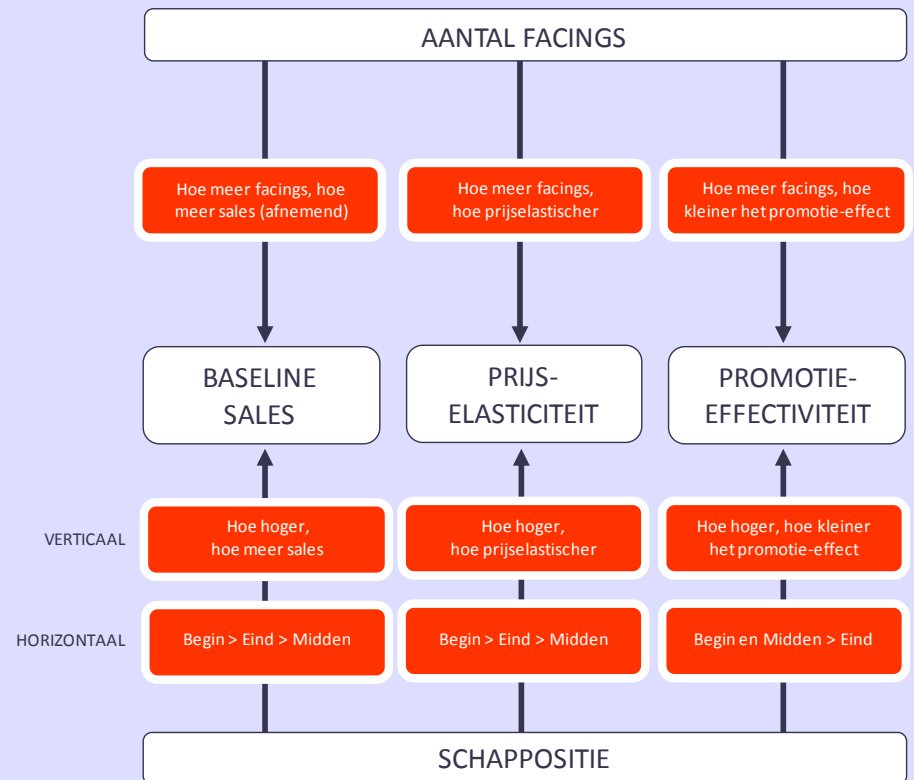 AANTAL FACINGS
Hoe meer facings, hoe
meer sales (afnemend)
Hoe meer facings,
hoe prijselastischer
Hoe meer facings, hoe
kleiner het promotie-effect
BASELINE
SALES
PRIJS-
ELASTICITEIT
PROMOTIE-
EFFECTIVITEIT
VERTICAAL
Hoe hoger,
hoe meer sales
Hoe hoger,
hoe prijselastischer
Hoe hoger, hoe kleiner
het promotie-effect
HORIZONTAAL
Begin > Eind > Midden
Begin > Eind > Midden
Begin en Midden > Eind
SCHAPPOSITIE